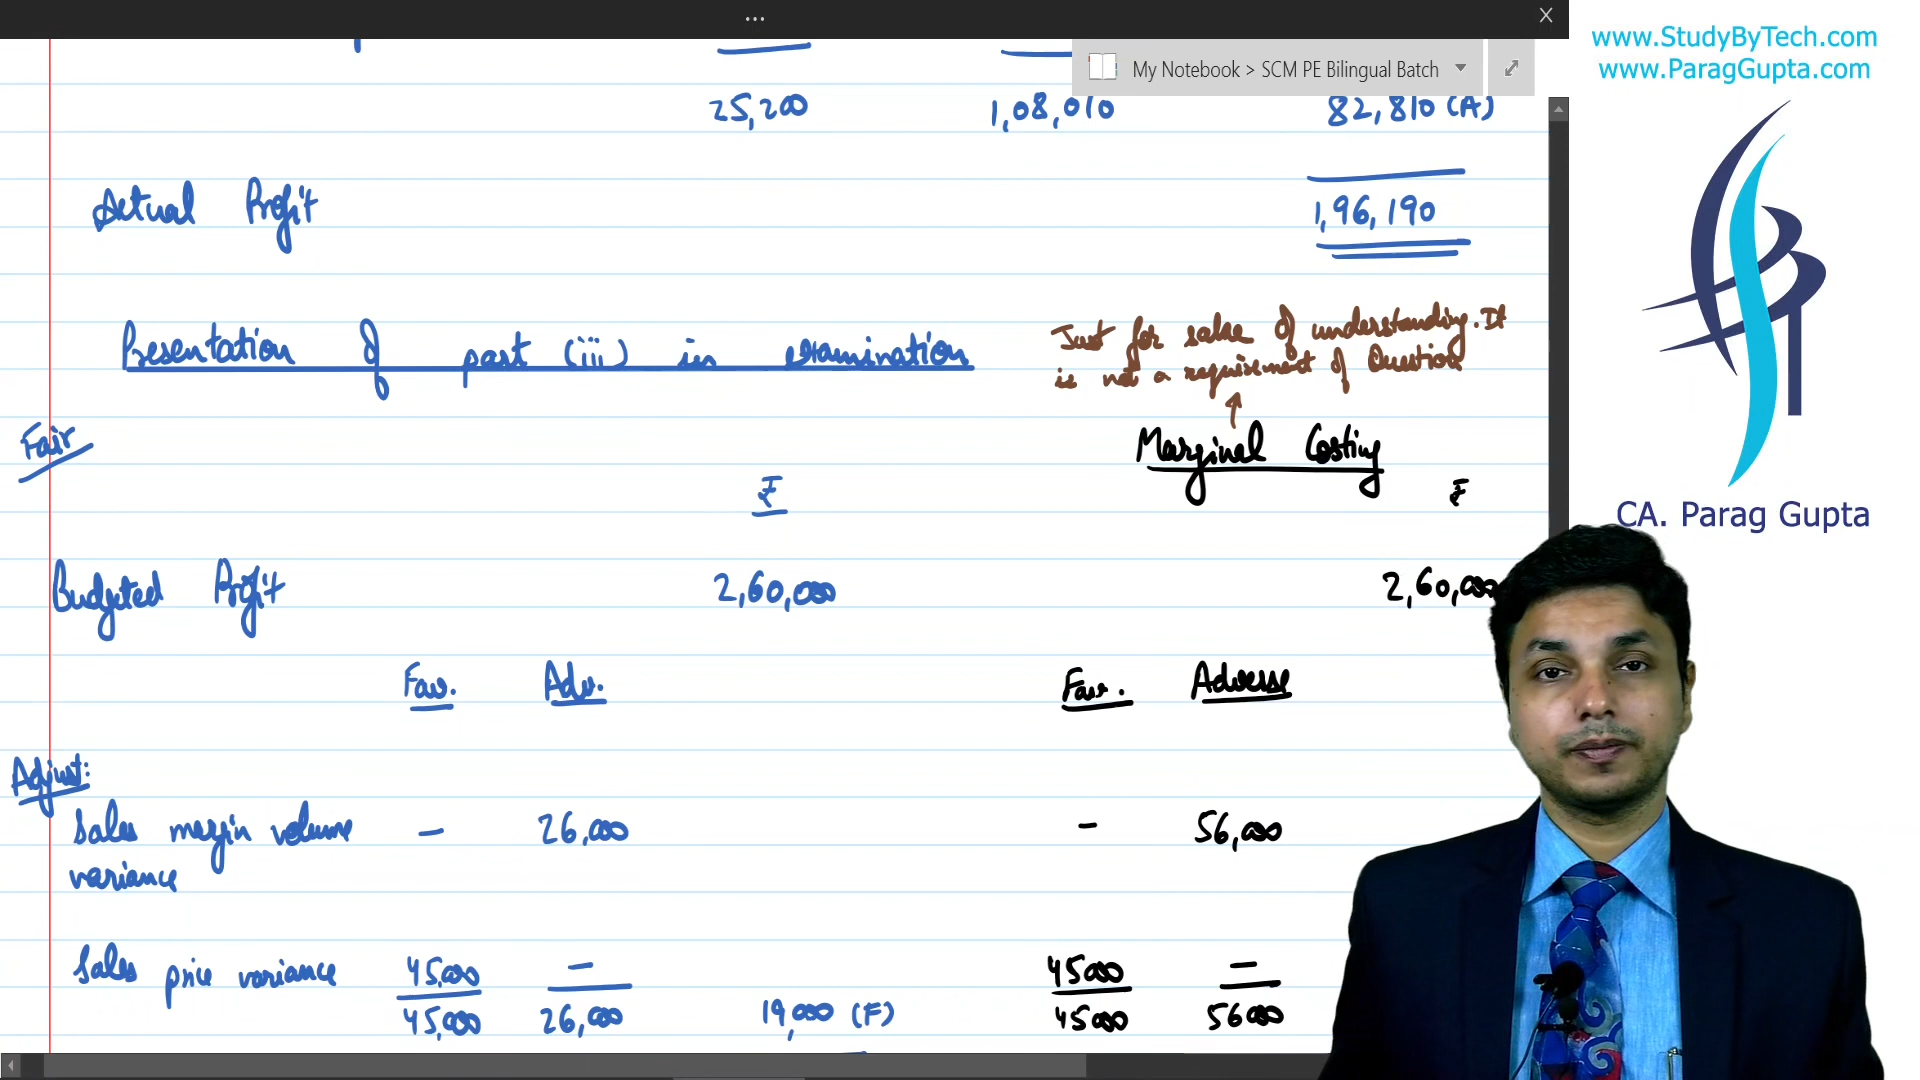 ...
X
www.StudyByTech.com
www.ParagGupta.com
My Notebook > SCM PE Bilingual Batch
25,200 1,08,010 82,810 (A)
Actual Profit 1,96,190
Presentation of part (iii) in examination
Just for sake of understanding. It
is not a requirement of Question
Fair
Marginal Costing
₹ ₹
CA. Parag Gupta
Budgeted Profit 2,60,000 2,60,000
Fav. Adv. Fav. Adverse
Adjust:
Sales margin volume – 26,000 – 56,000
variance
Sales price variance 45,000 – 45000 –
45,000 26,000 19,000 (F) 45000 56000